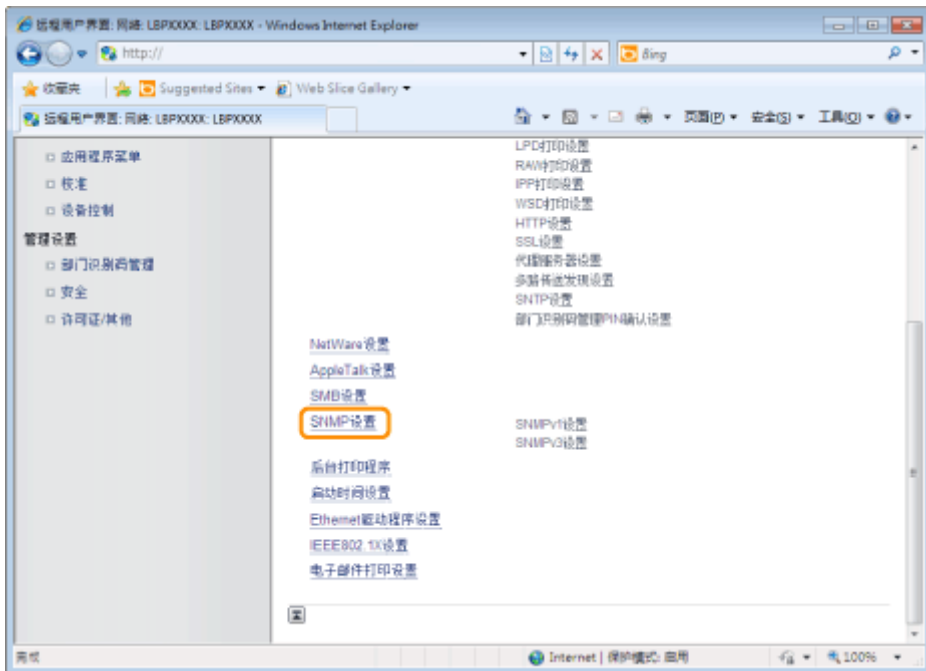 远程用户界面: 网络: LBPXXXX: LBPXXXX - Windows Internet Explorer
http://
Bing
收藏夹 Suggested Sites Web Slice Gallery
远程用户界面: 网络: LBPXXXX: LBPXXXX
页面(P) 安全(S) 工具(O)
应用程序菜单
校准
设备控制
管理设置
部门识别码管理
安全
许可证/其他
LPD打印设置
RAW打印设置
IPP打印设置
WSD打印设置
HTTP设置
SSL设置
代理服务器设置
多路传送发现设置
SNTP设置
部门识别码管理PIN确认设置
NetWare设置
AppleTalk设置
SMB设置
SNMP设置
SNMPv1设置
SNMPv3设置
后台打印程序
启动时间设置
Ethernet驱动程序设置
IEEE802.1X设置
电子邮件打印设置
完成 Internet | 保护模式: 启用 100%